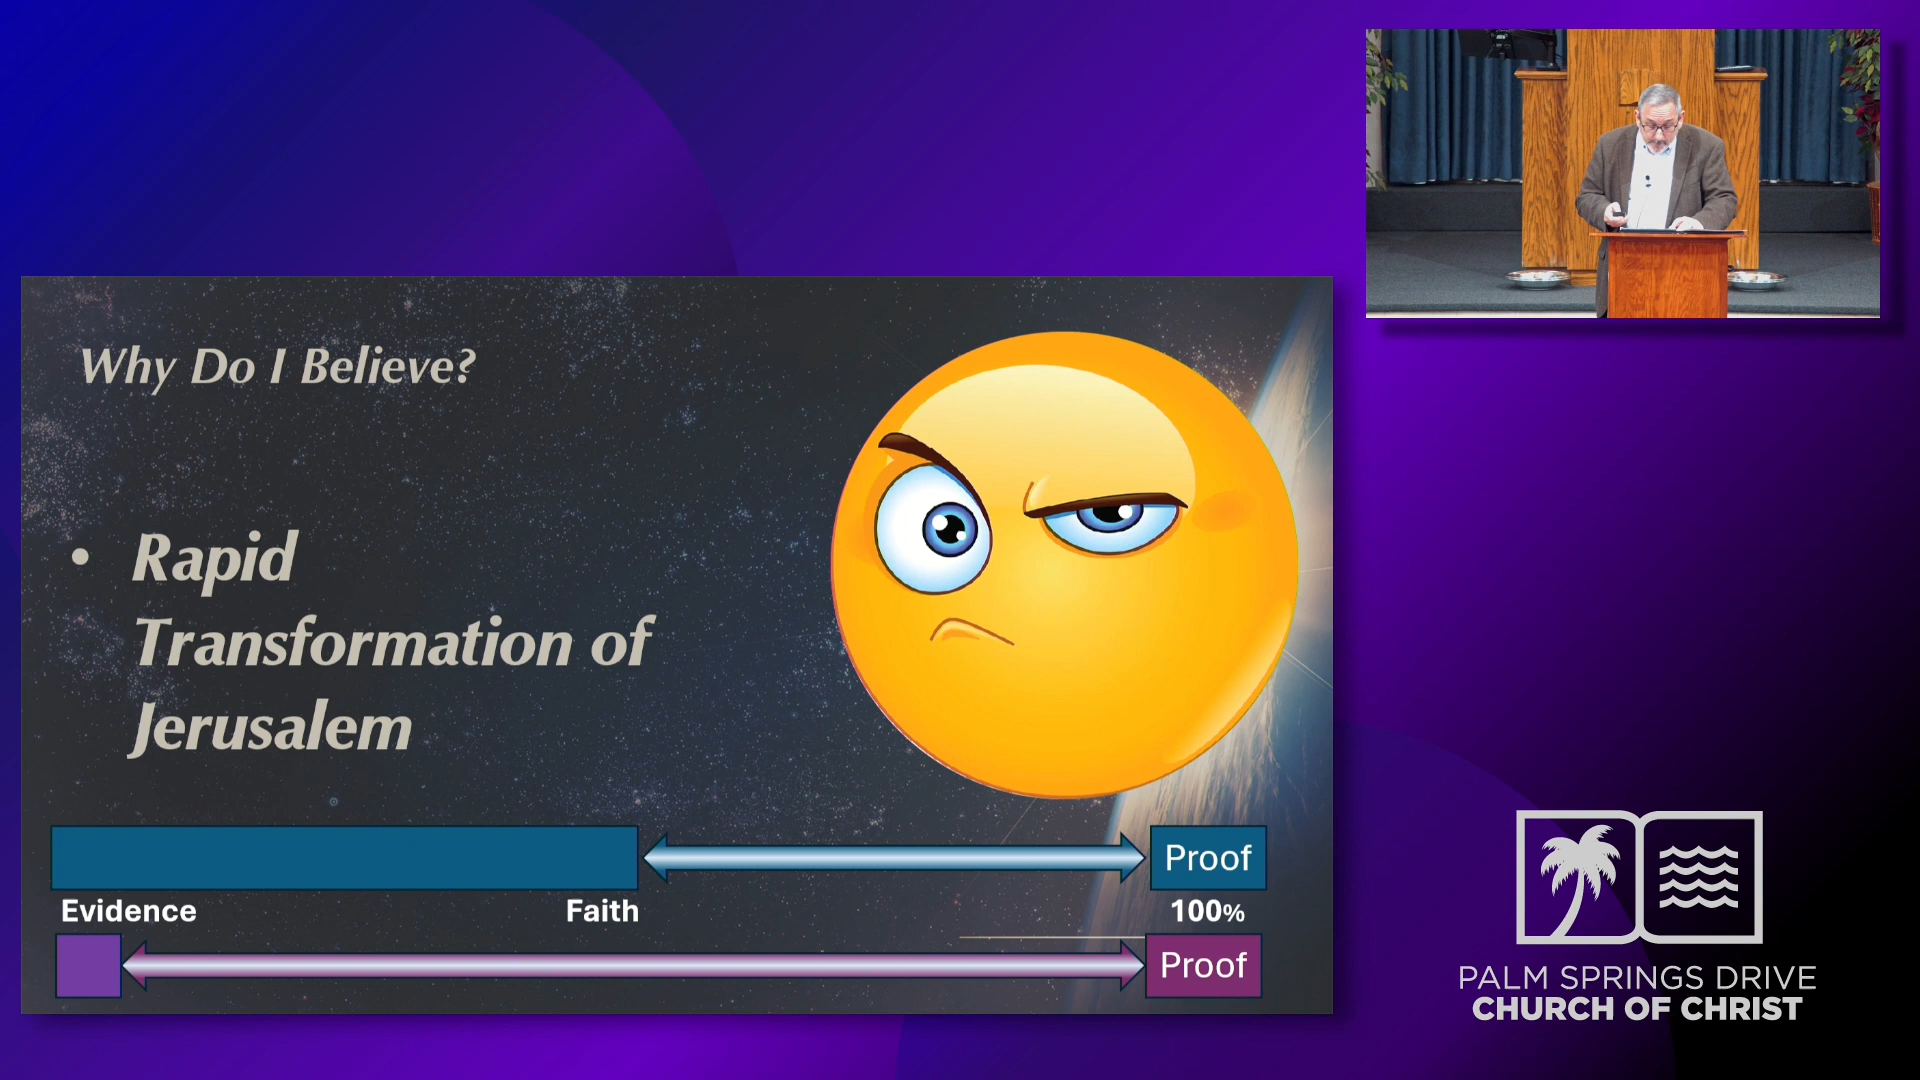 Why Do I Believe?
• Rapid
Transformation of
Jerusalem
Proof
Evidence Faith 100%
Proof
PALM SPRINGS DRIVE
CHURCH OF CHRIST